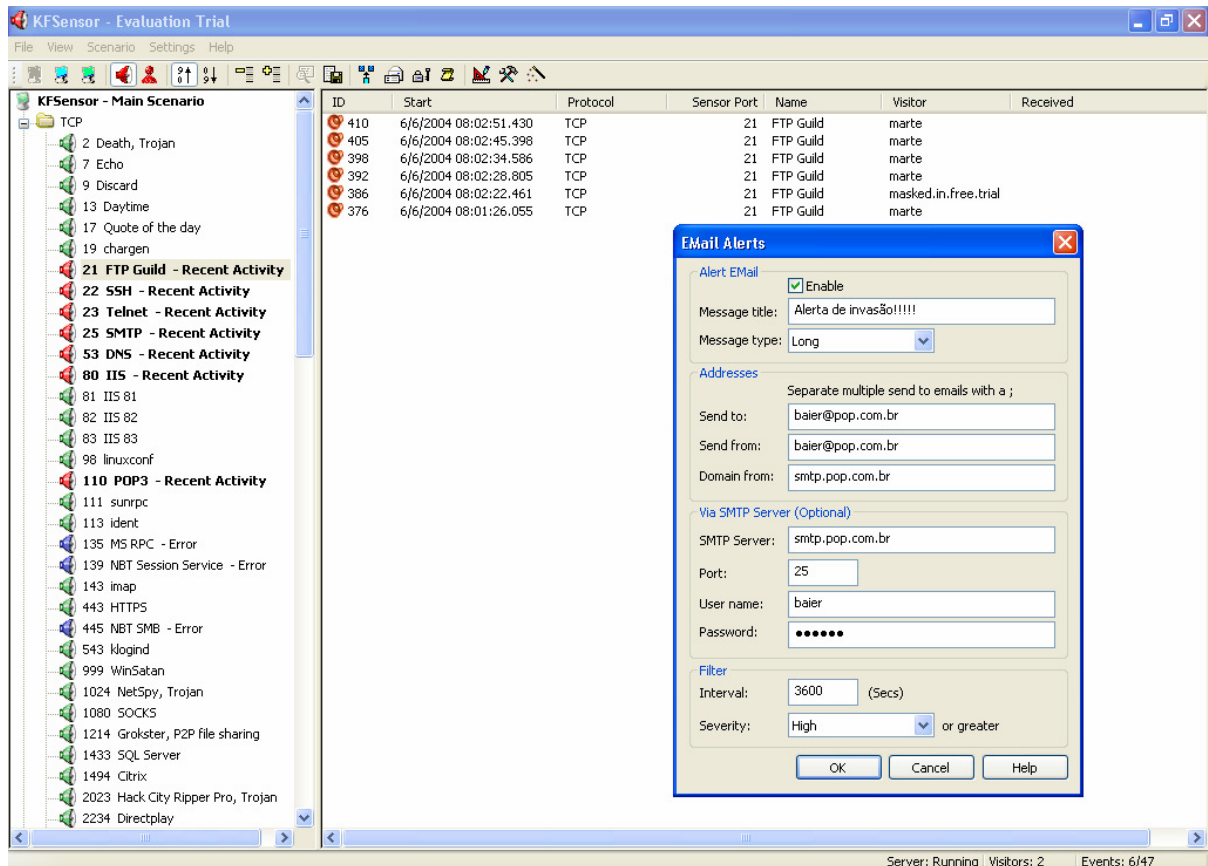 KFSensor - Evaluation Trial
File View Scenario Settings Help
KFSensor - Main Scenario
TCP
2 Death, Trojan
7 Echo
9 Discard
13 Daytime
17 Quote of the day
19 chargen
21 FTP Guild - Recent Activity
22 SSH - Recent Activity
23 Telnet - Recent Activity
25 SMTP - Recent Activity
53 DNS - Recent Activity
80 IIS - Recent Activity
81 IIS 81
82 IIS 82
83 IIS 83
98 linuxconf
110 POP3 - Recent Activity
111 sunrpc
113 ident
135 MS RPC - Error
139 NBT Session Service - Error
143 imap
443 HTTPS
445 NBT SMB - Error
543 klogind
999 WinSatan
1024 NetSpy, Trojan
1080 SOCKS
1214 Grokster, P2P file sharing
1433 SQL Server
1494 Citrix
2023 Hack City Ripper Pro, Trojan
2234 Directplay
ID Start Protocol Sensor Port Name Visitor Received
410 6/6/2004 08:02:51.430 TCP 21 FTP Guild marte
405 6/6/2004 08:02:45.398 TCP 21 FTP Guild marte
398 6/6/2004 08:02:34.586 TCP 21 FTP Guild marte
392 6/6/2004 08:02:28.805 TCP 21 FTP Guild marte
386 6/6/2004 08:02:22.461 TCP 21 FTP Guild masked.in.free.trial
376 6/6/2004 08:01:26.055 TCP 21 FTP Guild marte
EMail Alerts
Alert EMail
Enable
Message title: Alerta de invasão!!!!!
Message type: Long
Addresses
Separate multiple send to emails with a ;
Send to: baier@pop.com.br
Send from: baier@pop.com.br
Domain from: smtp.pop.com.br
Via SMTP Server (Optional)
SMTP Server: smtp.pop.com.br
Port: 25
User name: baier
Password: ●●●●●●
Filter
Interval: 3600 (Secs)
Severity: High or greater
OK Cancel Help
Server: Running Visitors: 2 Events: 6/47